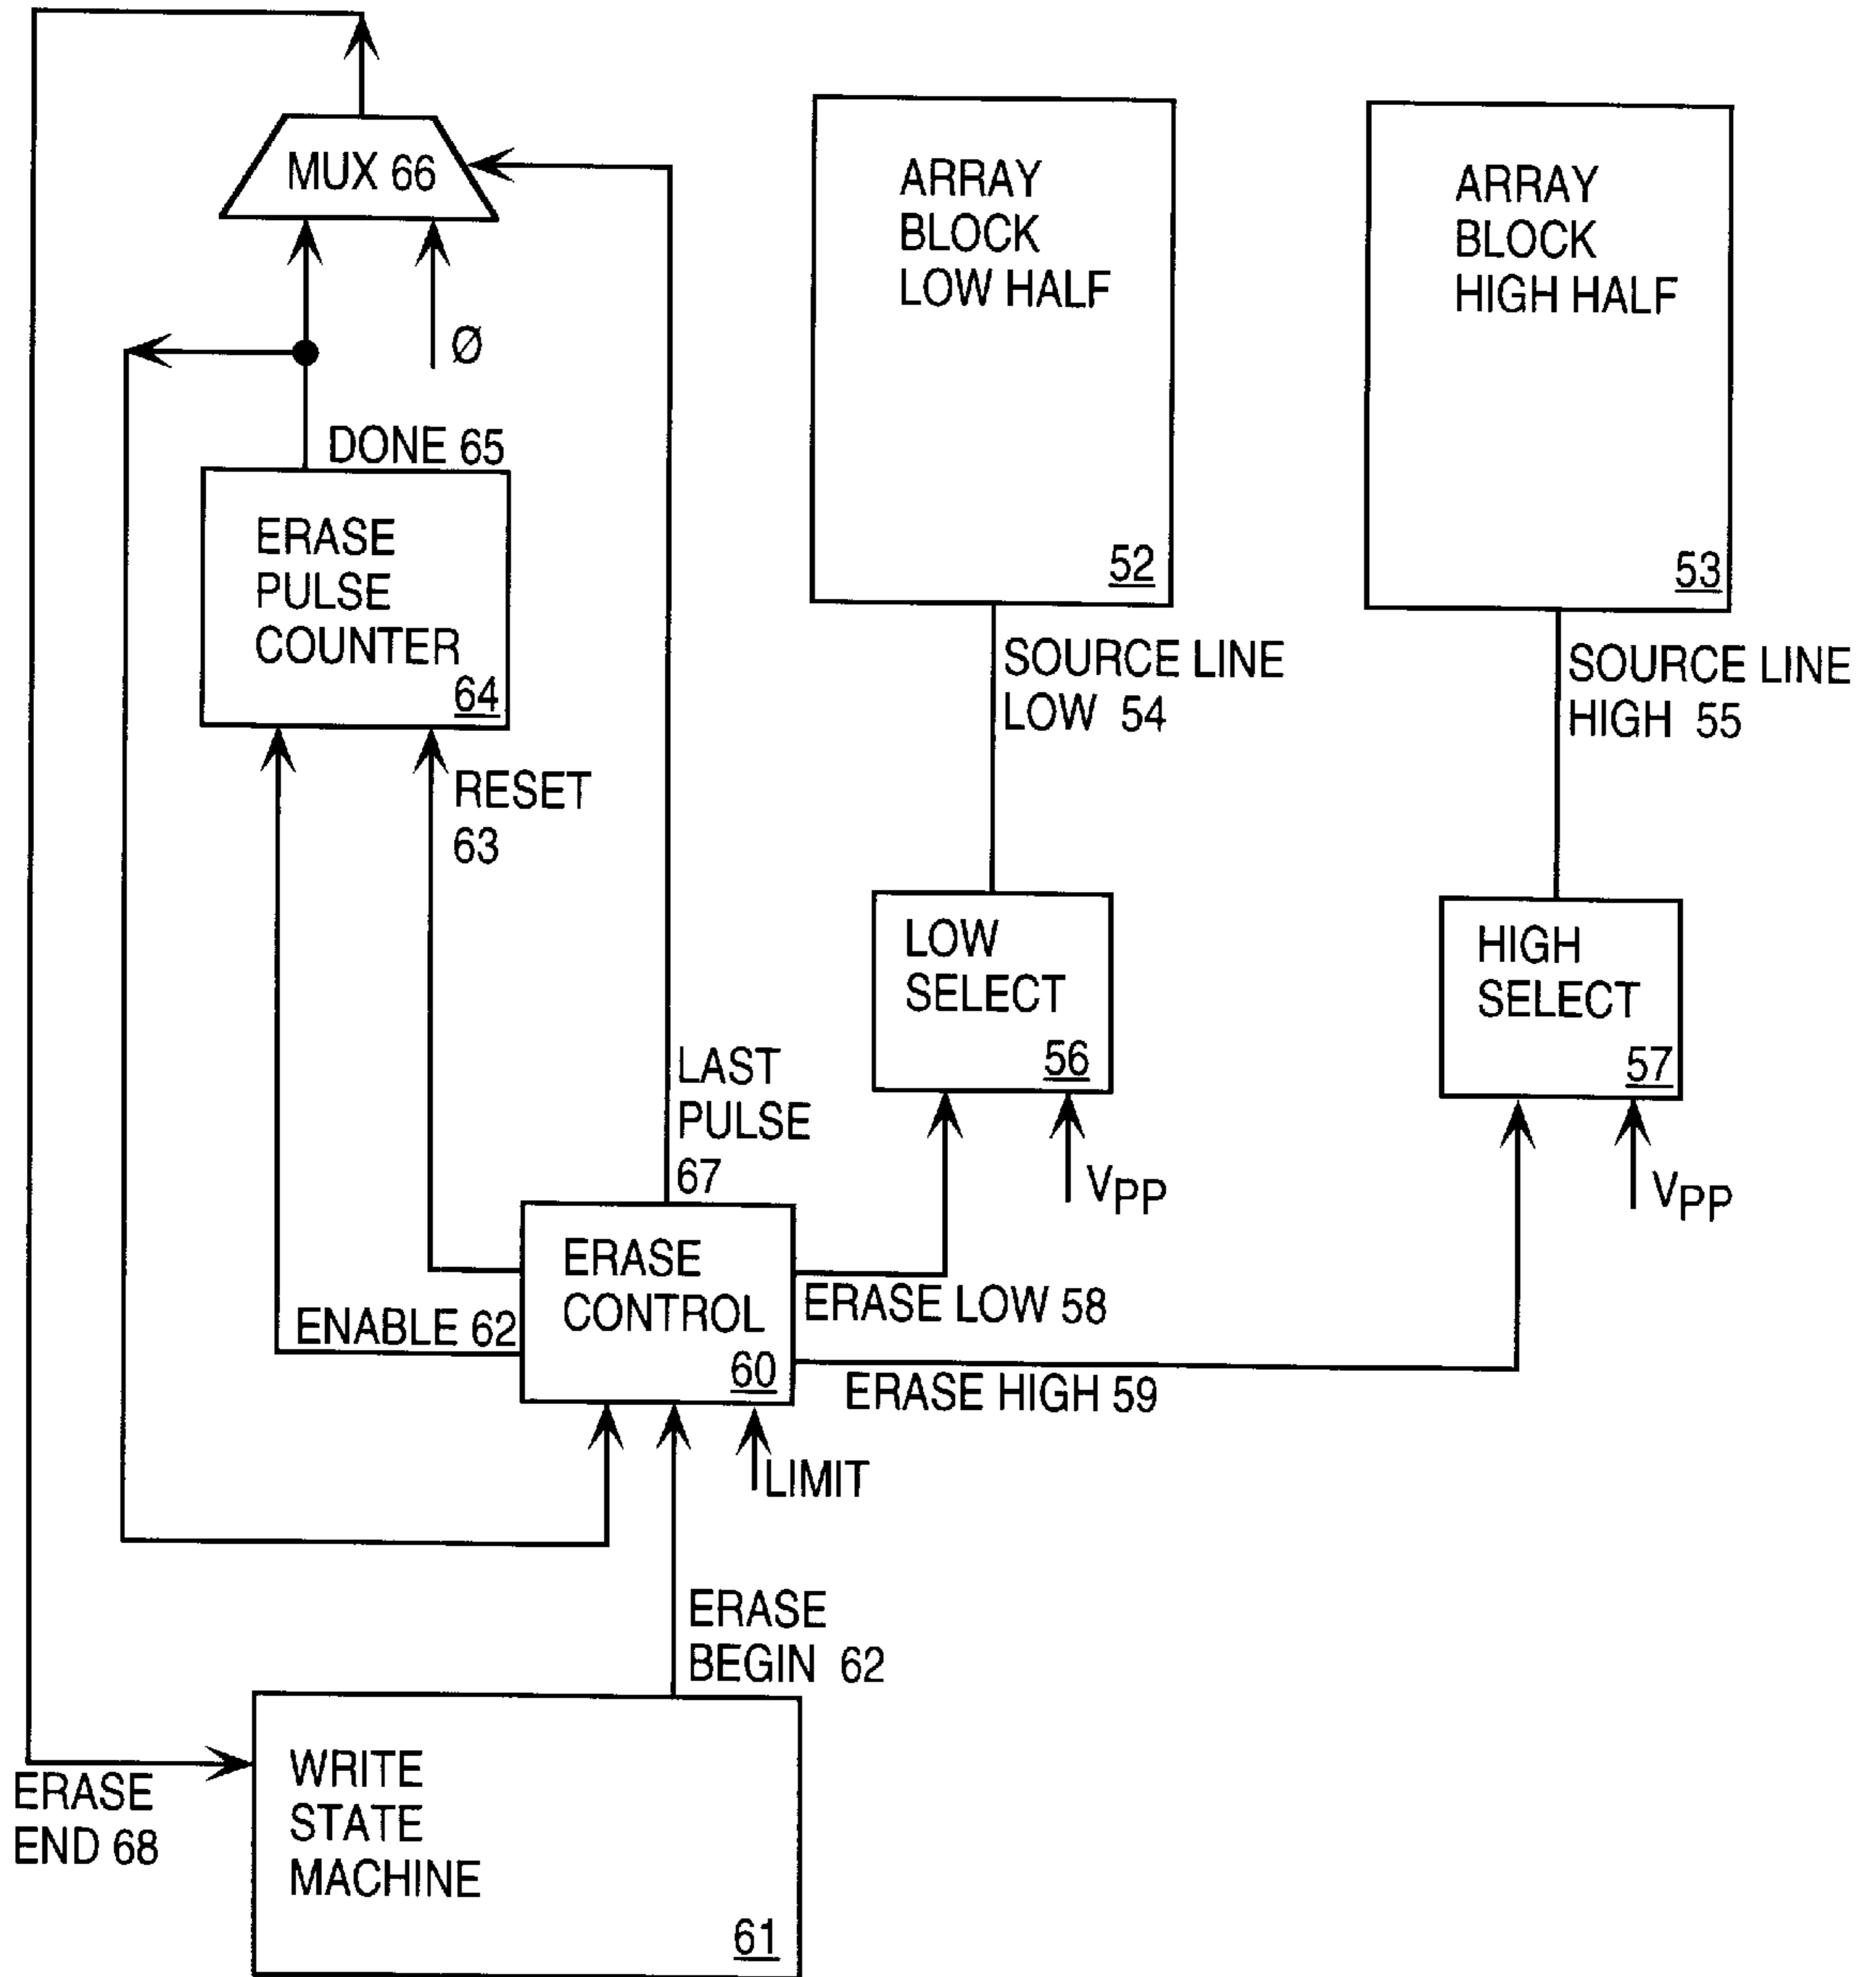 MUX 66
ARRAY
BLOCK
LOW HALF
52
ARRAY
BLOCK
HIGH HALF
53
Ø
DONE 65
ERASE
PULSE
COUNTER
64
SOURCE LINE
LOW 54
SOURCE LINE
HIGH 55
RESET
63
LOW
SELECT
56
HIGH
SELECT
57
LAST
PULSE
67
VPP
VPP
ERASE
CONTROL
60
ENABLE 62
ERASE LOW 58
ERASE HIGH 59
LIMIT
ERASE
BEGIN 62
ERASE
END 68
WRITE
STATE
MACHINE
61